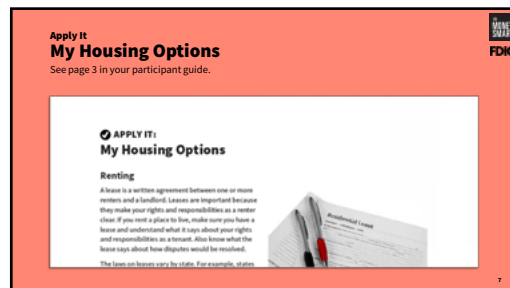 Apply It
My Housing Options
See page 3 in your participant guide.
MONEY
SMART
FDIC
APPLY IT:
My Housing Options
Renting
A lease is a written agreement between one or more
renters and a landlord. Leases are important because
they make your rights and responsibilities as a renter
clear. If you rent a place to live, make sure you have a
lease and understand what it says about your rights
and responsibilities as a tenant. Also know what the
lease says about how disputes would be resolved.
The laws on leases vary by state. For example, states
Residential Lease
7